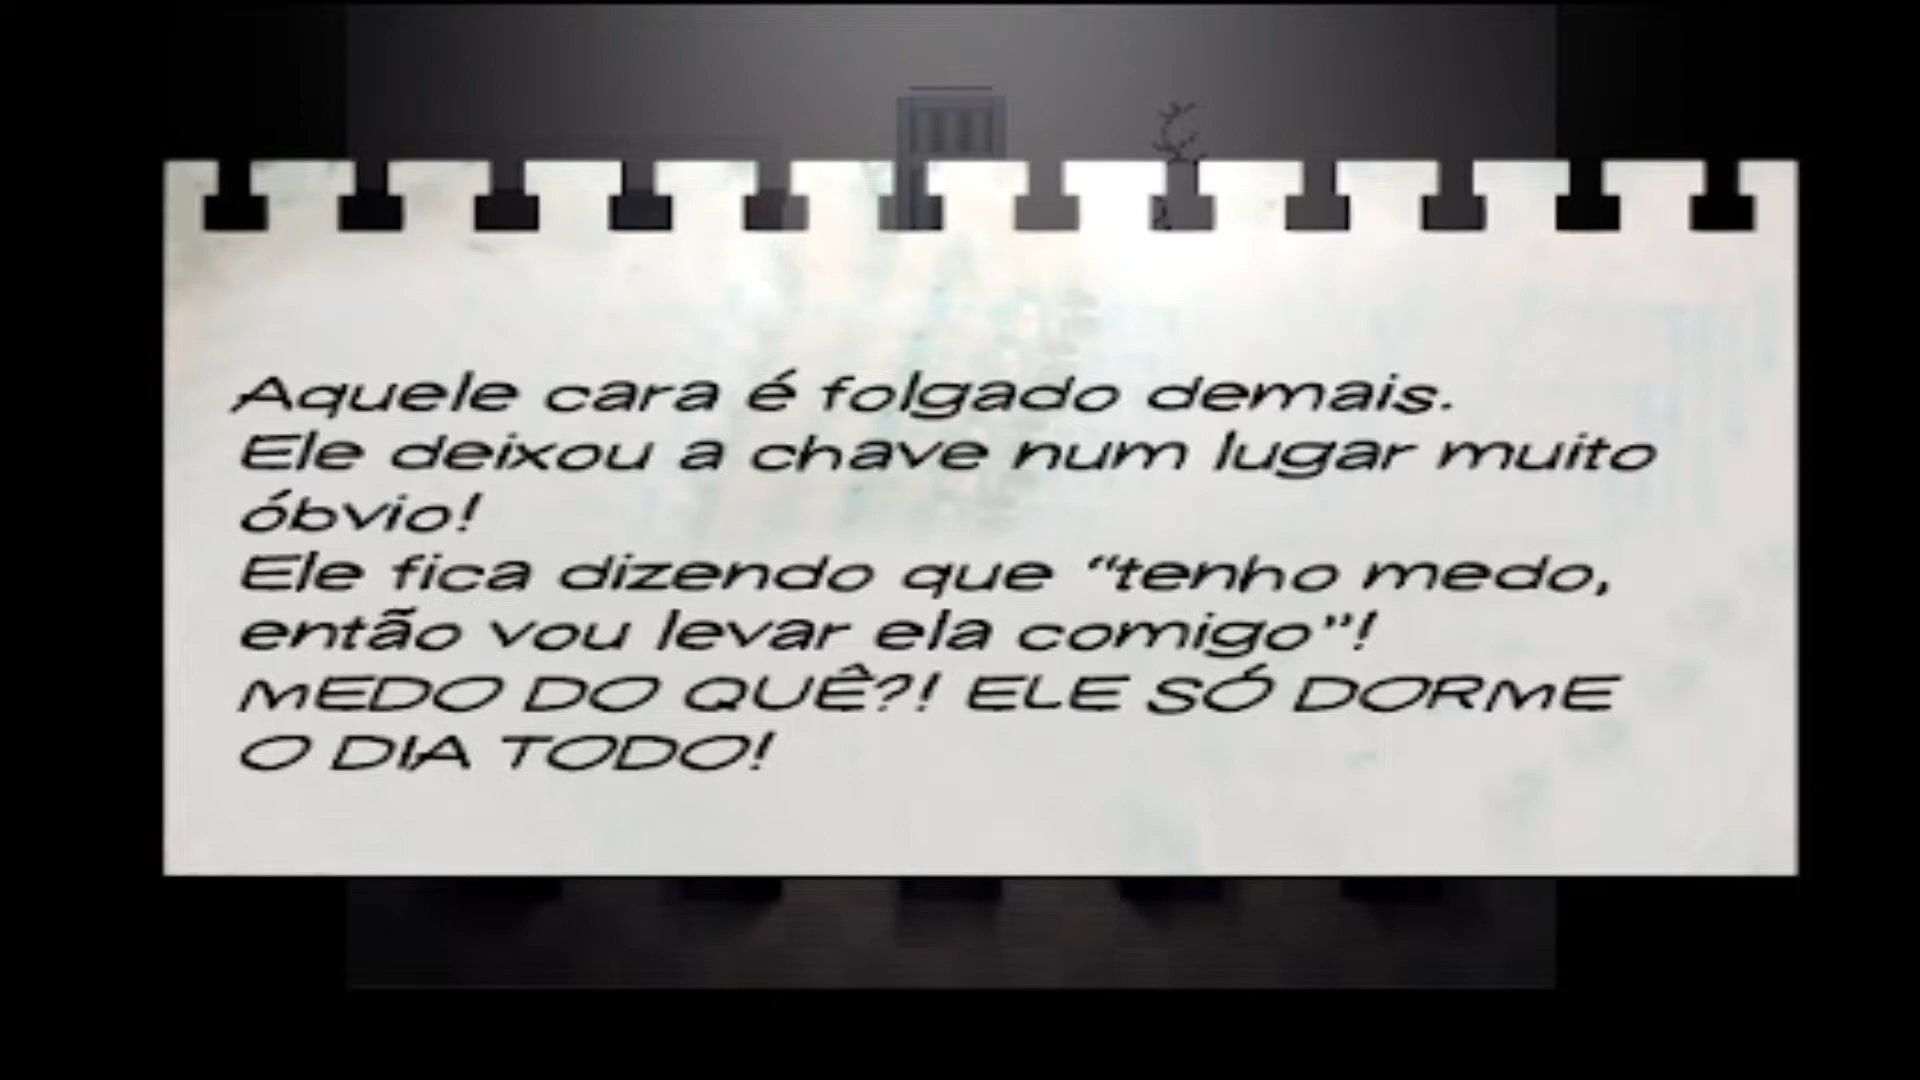 Aquele cara é folgado demais.
Ele deixou a chave num lugar muito
óbvio!
Ele fica dizendo que “tenho medo,
então vou levar ela comigo”!
MEDO DO QUÊ?! ELE SÓ DORME
O DIA TODO!